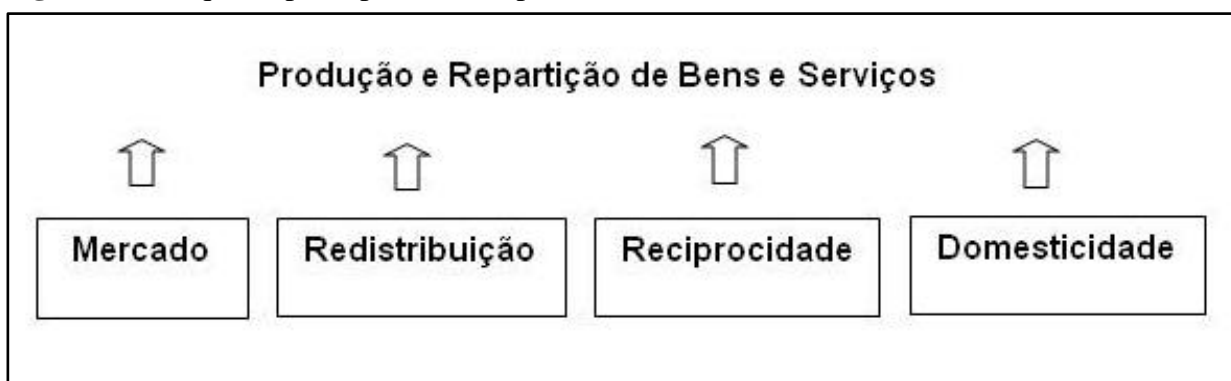 Produção e Repartição de Bens e Serviços
Mercado
Redistribuição
Reciprocidade
Domesticidade